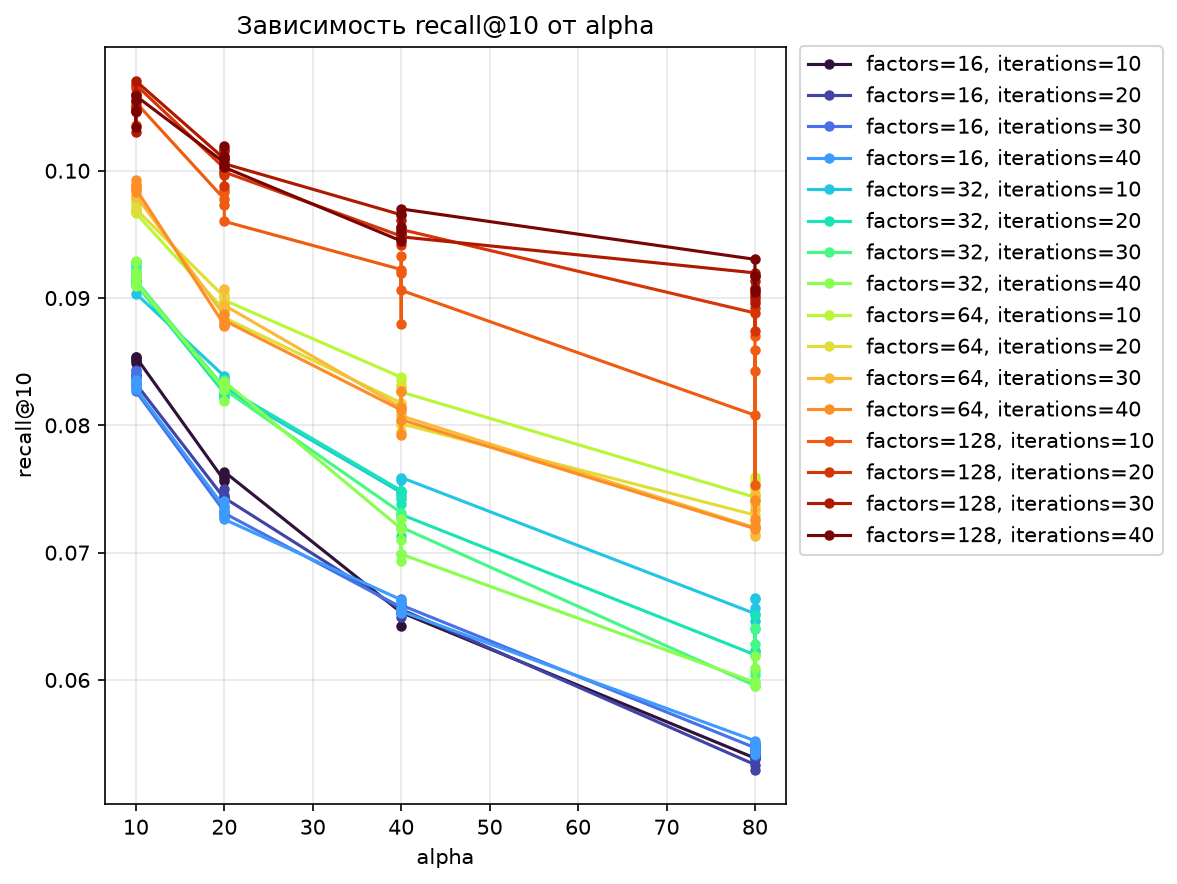 Зависимость recall@10 от alpha
recall@10
0.10
0.09
0.08
0.07
0.06
10 20 30 40 50 60 70 80
alpha
factors=16, iterations=10
factors=16, iterations=20
factors=16, iterations=30
factors=16, iterations=40
factors=32, iterations=10
factors=32, iterations=20
factors=32, iterations=30
factors=32, iterations=40
factors=64, iterations=10
factors=64, iterations=20
factors=64, iterations=30
factors=64, iterations=40
factors=128, iterations=10
factors=128, iterations=20
factors=128, iterations=30
factors=128, iterations=40